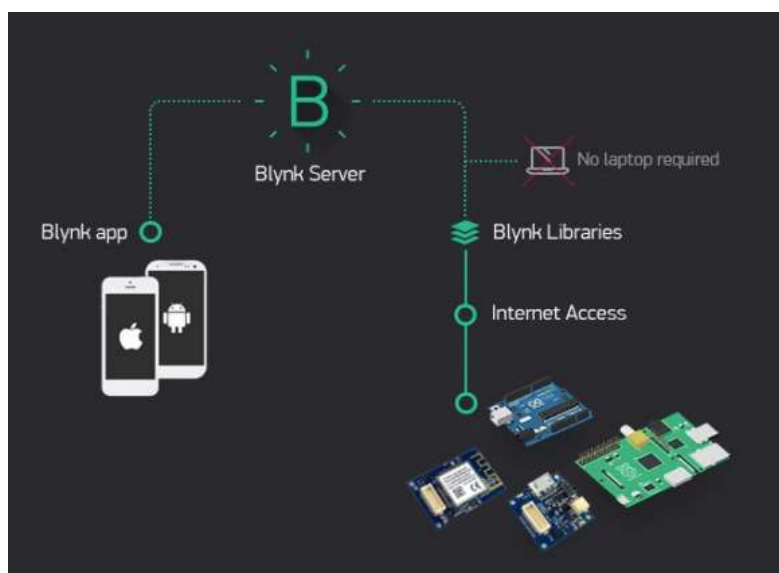 B
Blynk Server
No laptop required
Blynk app
Blynk Libraries
Internet Access